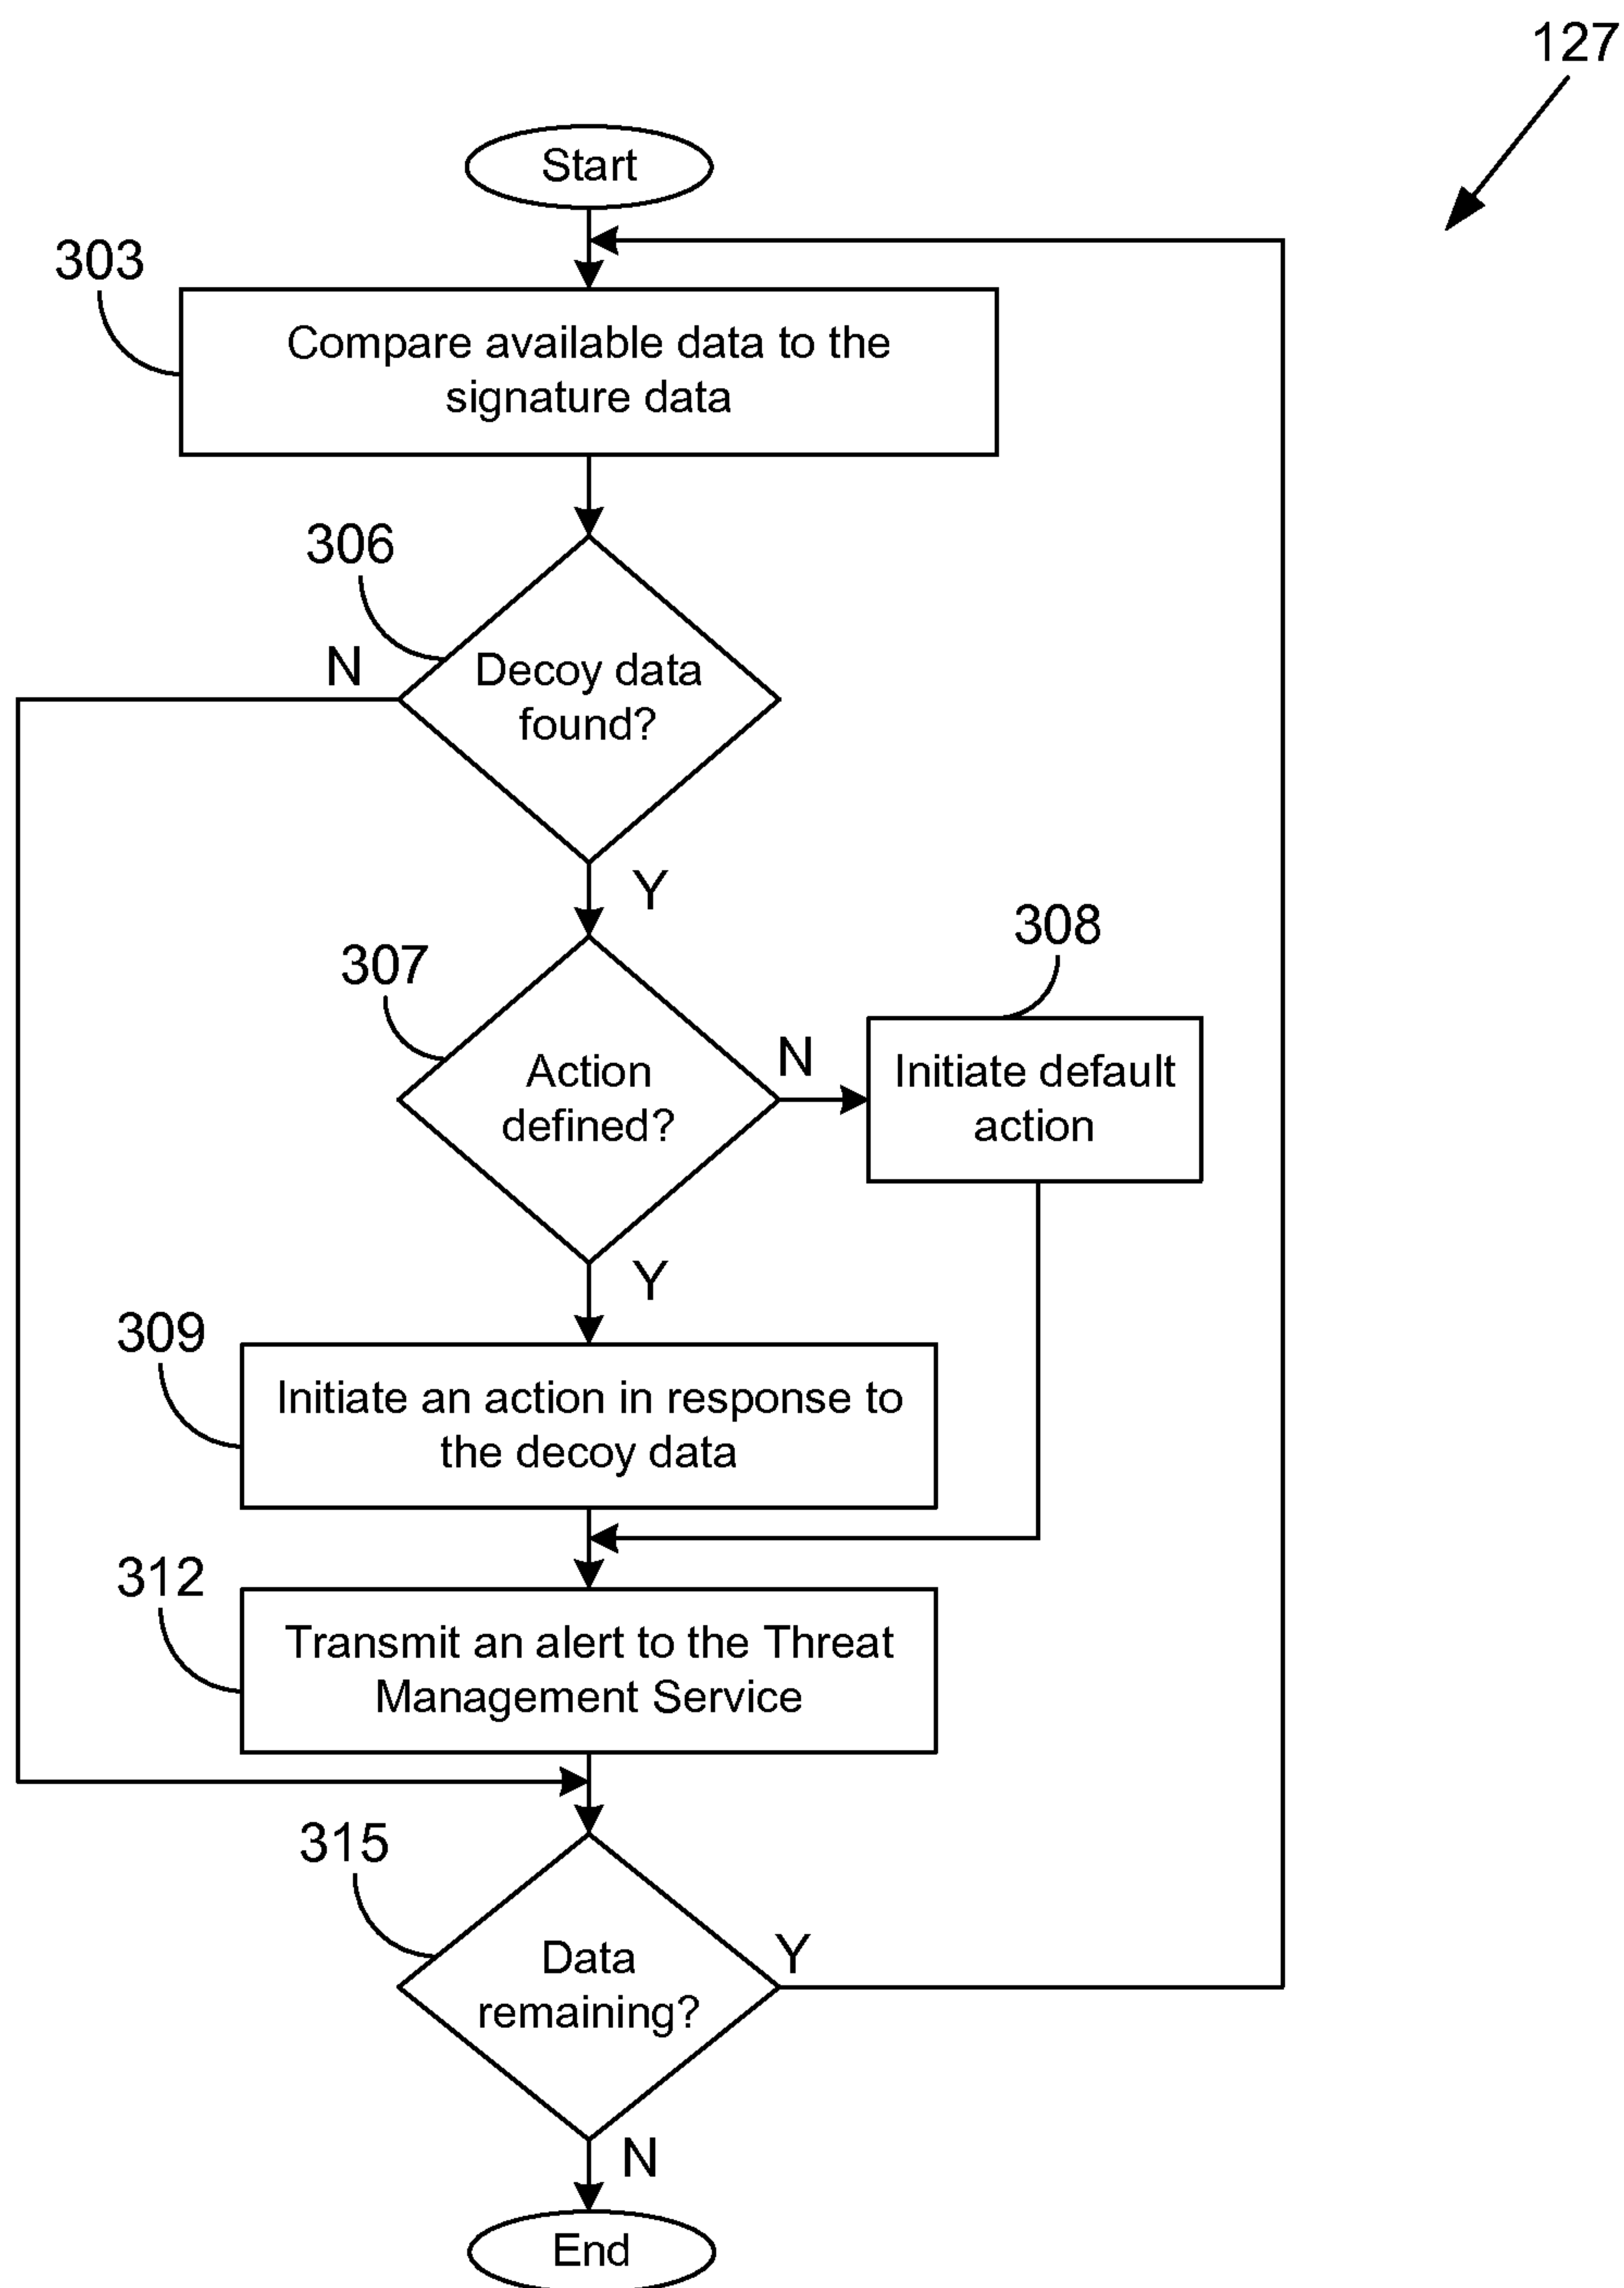 127
Start
303
Compare available data to the
signature data
306
N
Decoy data
found?
Y
307
308
Action
defined?
N
Initiate default
action
Y
309
Initiate an action in response to
the decoy data
312
Transmit an alert to the Threat
Management Service
315
Data
remaining?
Y
N
End